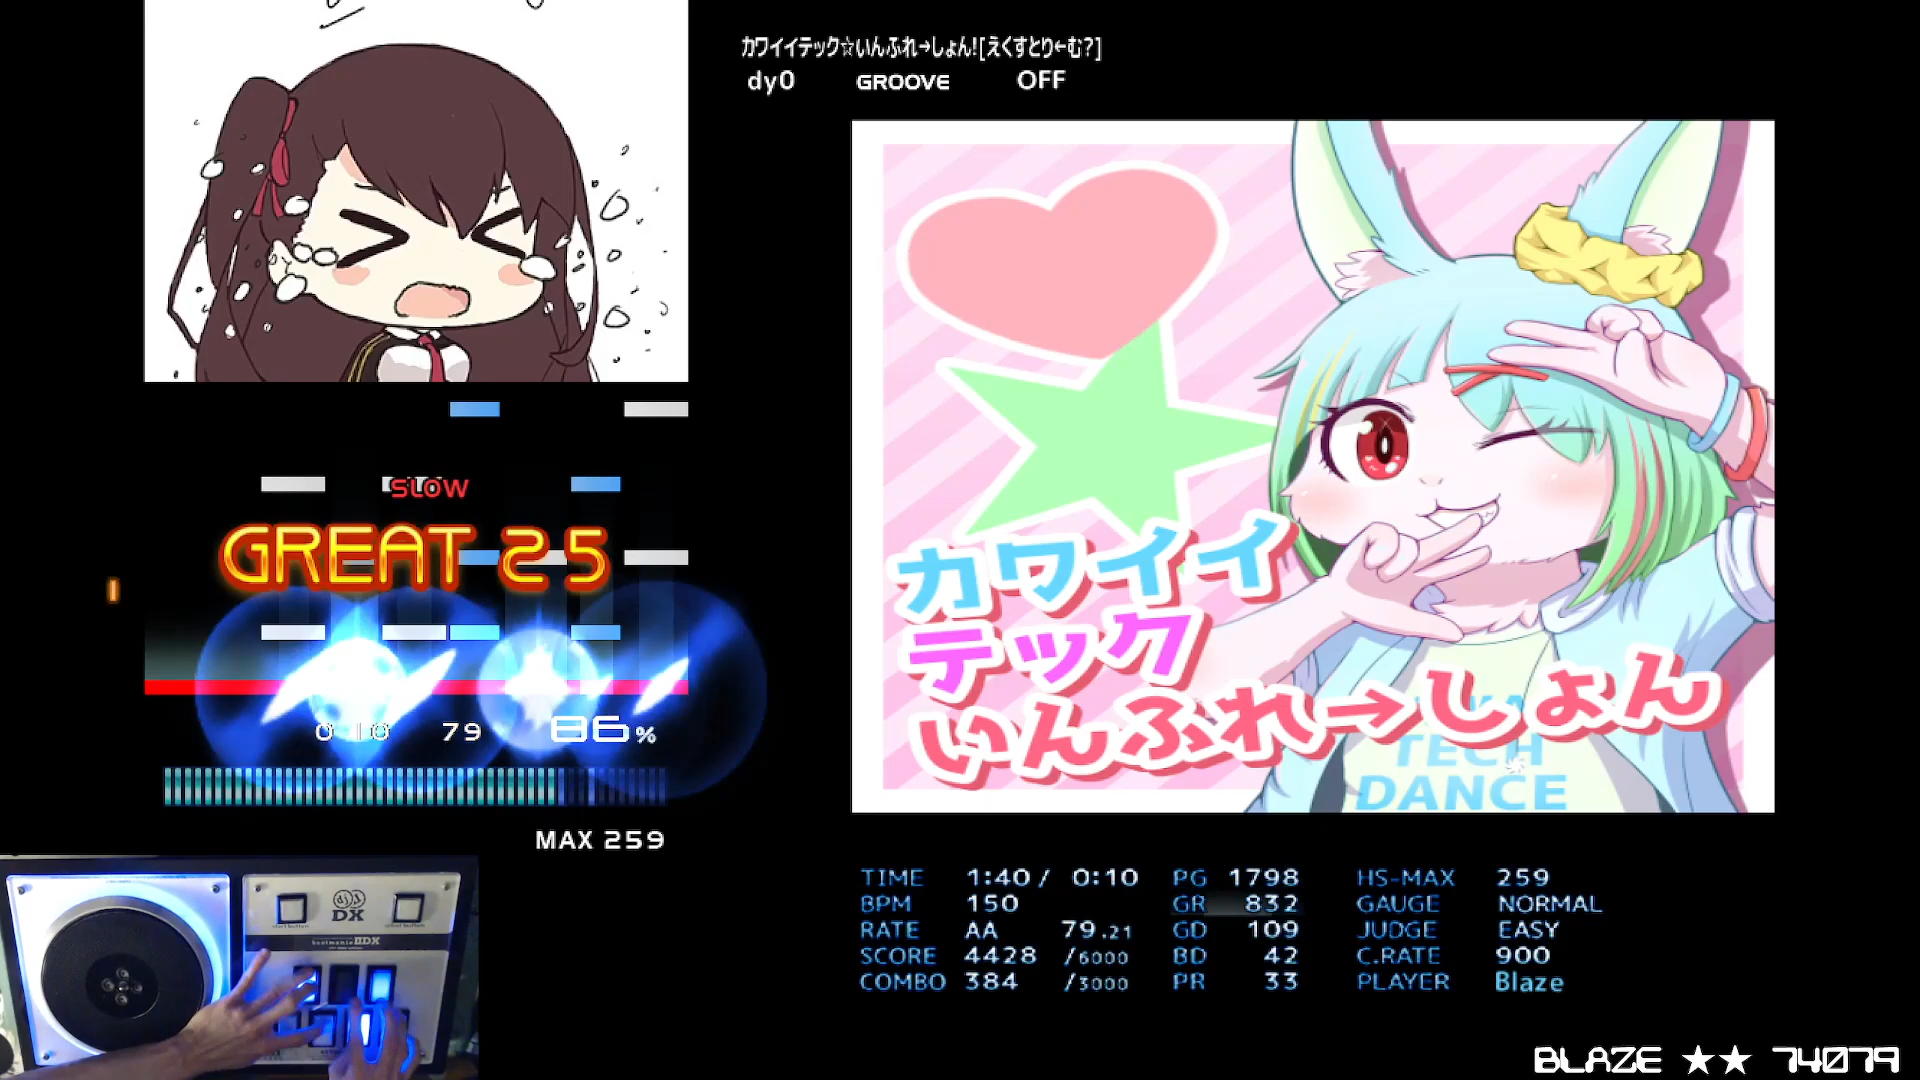 カワイイテック☆いんふれ→しょん![えくすとり←む?]
dy0 GROOVE OFF
SLOW
GREAT 25
カワイイ
テック
いんふれ→しょん
TECH
DANCE
0:10 79 86%
MAX 259
TIME 1:40 / 0:10 PG 1798 HS-MAX 259
BPM 150 GR 832 GAUGE NORMAL
RATE AA 79.21 GD 109 JUDGE EASY
SCORE 4428 /6000 BD 42 C.RATE 900
COMBO 384 /3000 PR 33 PLAYER Blaze
DX
beatmania IIDX
BLAZE ★★ 74079